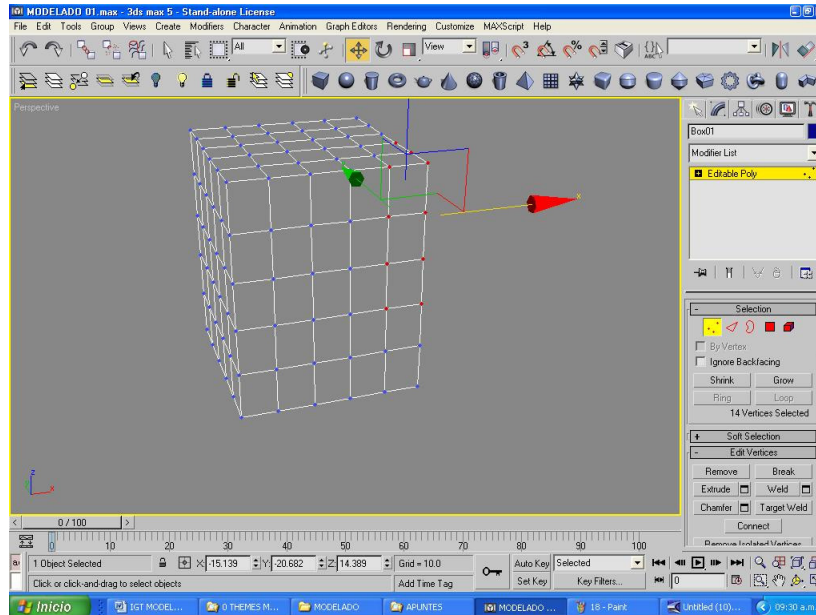 MODELADO 01.max - 3ds max 5 - Stand-alone License
File Edit Tools Group Views Create Modifiers Character Animation Graph Editors Rendering Customize MAXScript Help
All
View
Perspective
Box01
Modifier List
Editable Poly
Selection
By Vertex
Ignore Backfacing
Shrink Grow
Ring Loop
14 Vertices Selected
Soft Selection
Edit Vertices
Remove Break
Extrude Weld
Chamfer Target Weld
Connect
Remove Isolated Vertices
z
x
x
0 / 100
0 10 20 30 40 50 60 70 80 90 100
1 Object Selected X: -15.139 Y: -20.682 Z: 14.389 Grid = 10.0 Auto Key Selected
Click or click-and-drag to select objects Add Time Tag Set Key Key Filters... 0
Inicio IGT MODEL... 0 THEMES M... MODELADO APUNTES MODELADO ... 18 - Paint Untitled (10)... 09:30 a.m.